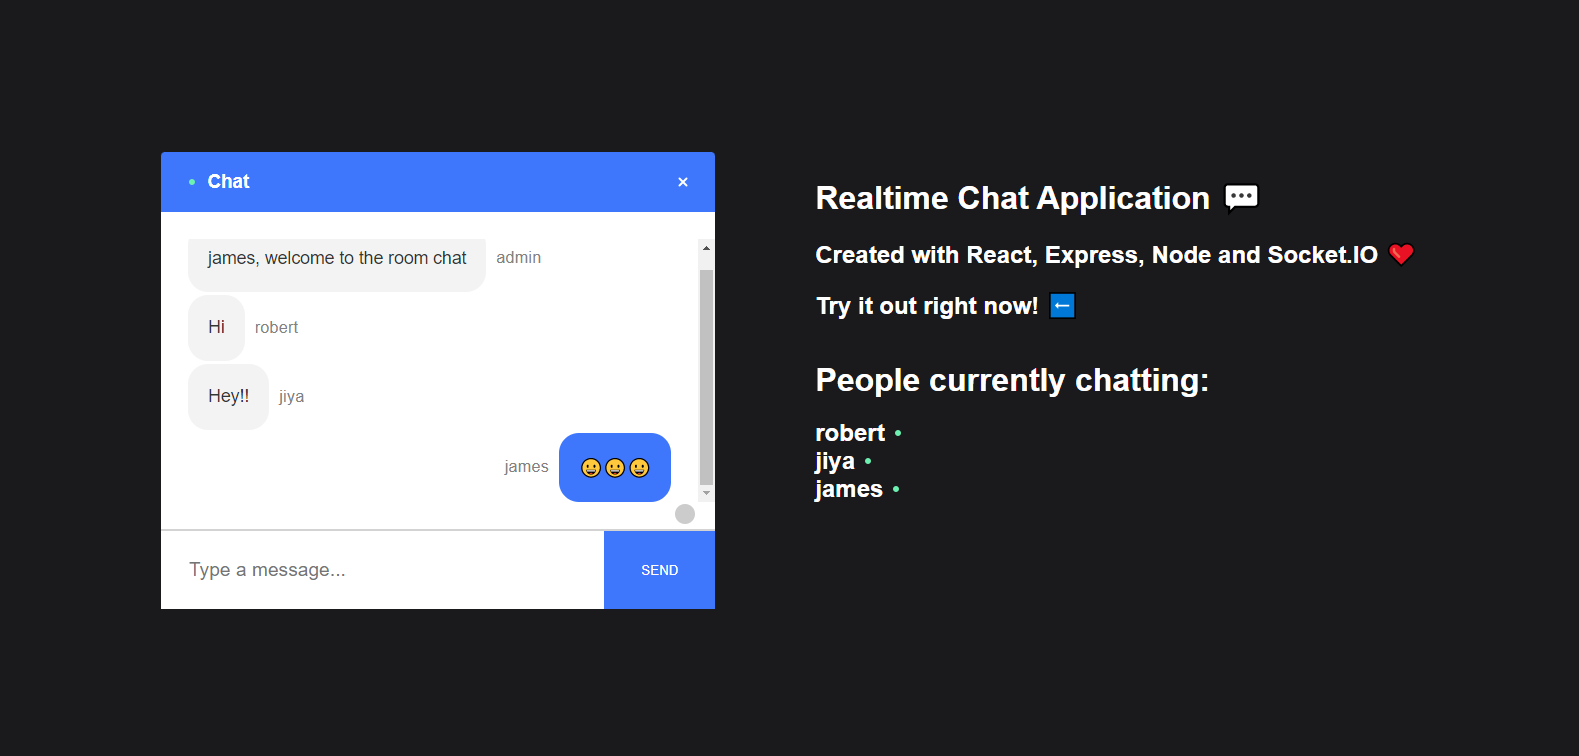 Chat ×
james, welcome to the room chat admin
Hi robert
Hey!! jiya
james 😀😀😀
Type a message...
SEND
Realtime Chat Application 💬
Created with React, Express, Node and Socket.IO ❤️
Try it out right now! ⬅️
People currently chatting:
robert
jiya
james